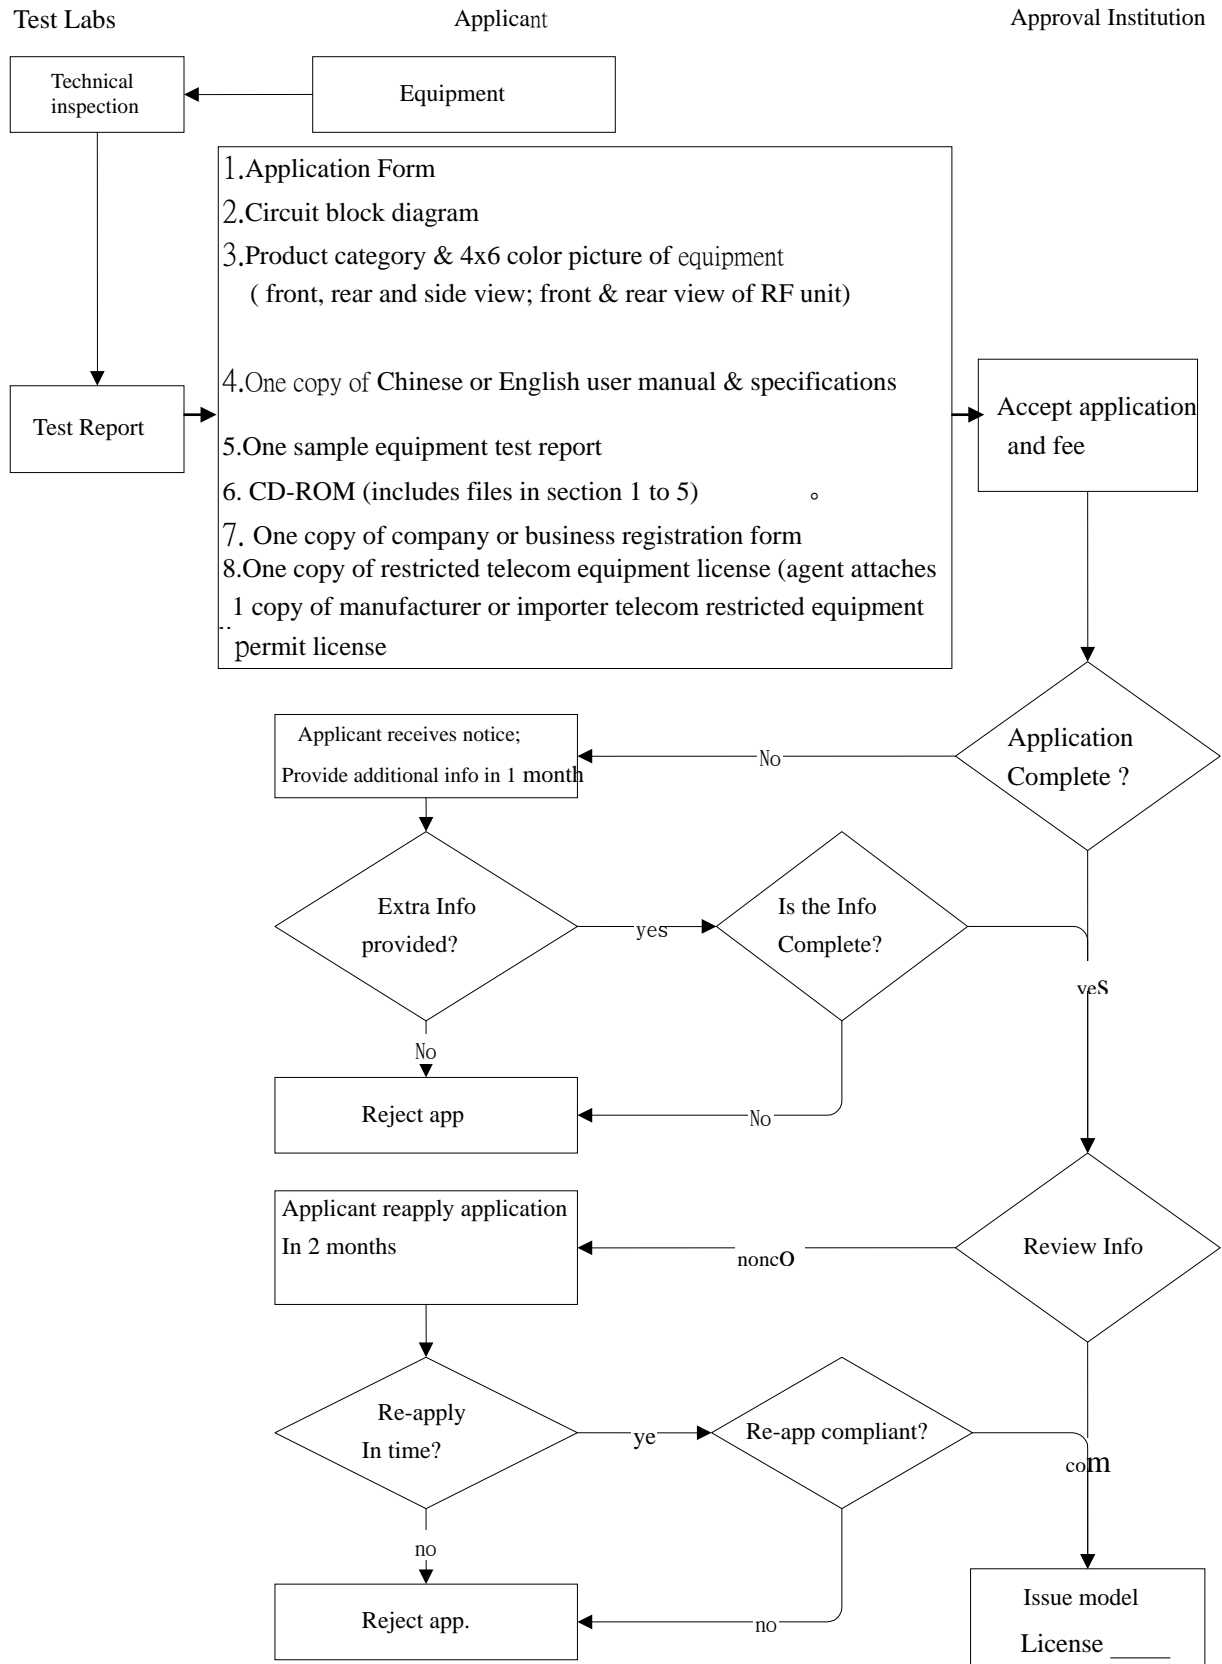 Test Labs
Applicant
Approval Institution
Technical
inspection
Equipment
1.Application Form
2.Circuit block diagram
3.Product category & 4x6 color picture of equipment
( front, rear and side view; front & rear view of RF unit)
4.One copy of Chinese or English user manual & specifications
5.One sample equipment test report
6. CD-ROM (includes files in section 1 to 5) 。
7. One copy of company or business registration form
8.One copy of restricted telecom equipment license (agent attaches
1 copy of manufacturer or importer telecom restricted equipment
permit license
Test Report
Accept application
and fee
Application
Complete ?
No
Applicant receives notice;
Provide additional info in 1 month
Extra Info
provided?
yes
Is the Info
Complete?
yes
No
Reject app
No
Applicant reapply application
In 2 months
noncO
Review Info
Re-apply
In time?
ye
Re-app compliant?
com
no
Reject app.
no
Issue model
License _____